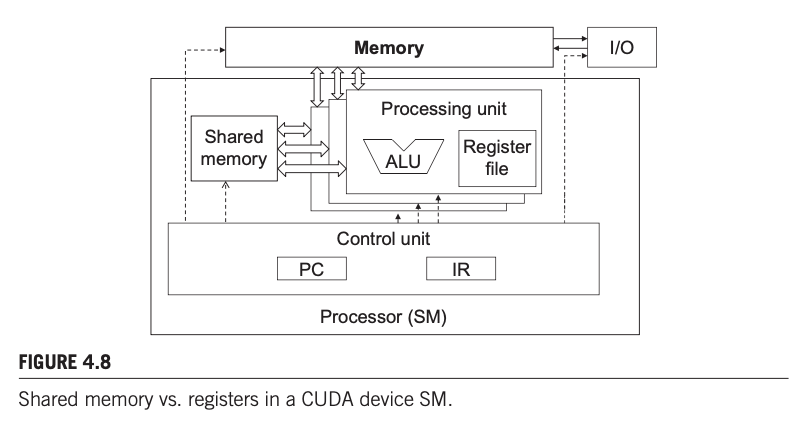 Memory
I/O
Processing unit
Shared
memory
ALU
Register
file
Control unit
PC
IR
Processor (SM)
FIGURE 4.8
Shared memory vs. registers in a CUDA device SM.